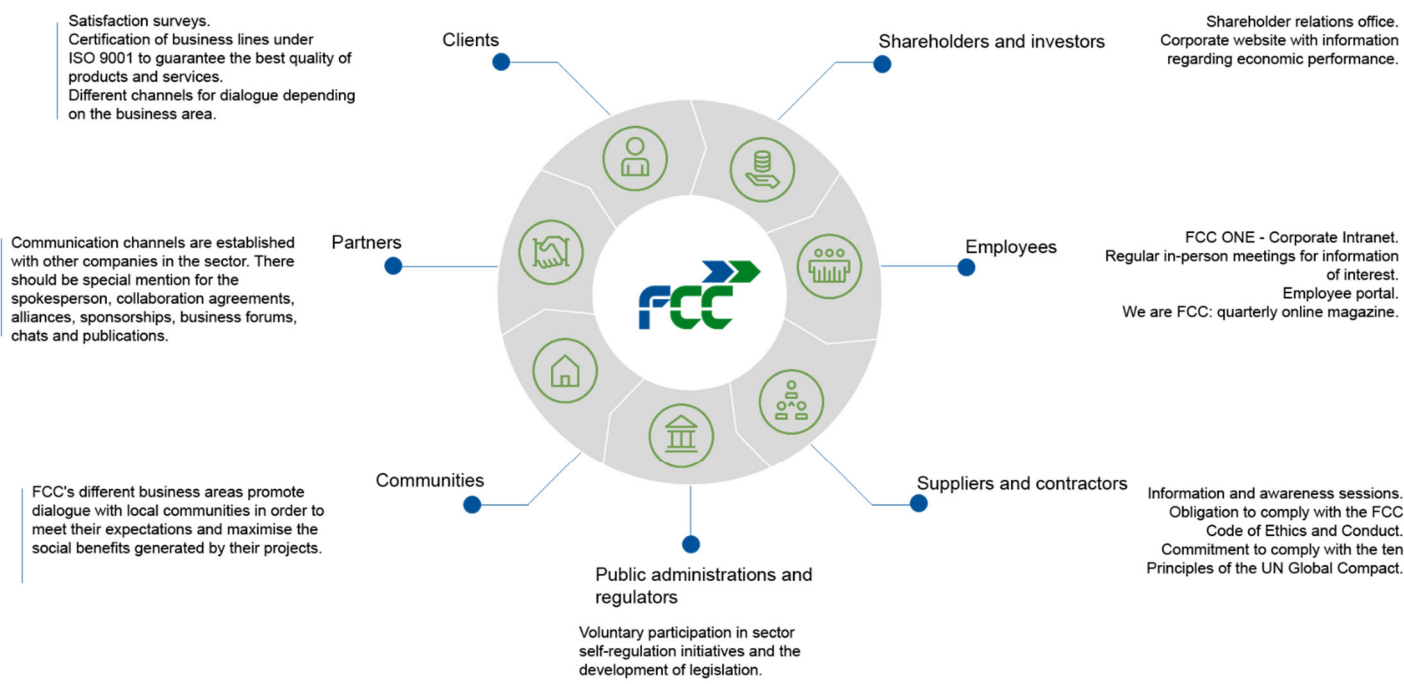 Clients
Satisfaction surveys.
Certification of business lines under
ISO 9001 to guarantee the best quality of
products and services.
Different channels for dialogue depending
on the business area.
Shareholders and investors
Shareholder relations office.
Corporate website with information
regarding economic performance.
Partners
Communication channels are established
with other companies in the sector. There
should be special mention for the
spokesperson, collaboration agreements,
alliances, sponsorships, business forums,
chats and publications.
FCC
Employees
FCC ONE - Corporate Intranet.
Regular in-person meetings for information
of interest.
Employee portal.
We are FCC: quarterly online magazine.
Communities
FCC's different business areas promote
dialogue with local communities in order to
meet their expectations and maximise the
social benefits generated by their projects.
Suppliers and contractors
Information and awareness sessions.
Obligation to comply with the FCC
Code of Ethics and Conduct.
Commitment to comply with the ten
Principles of the UN Global Compact.
Public administrations and
regulators
Voluntary participation in sector
self-regulation initiatives and the
development of legislation.